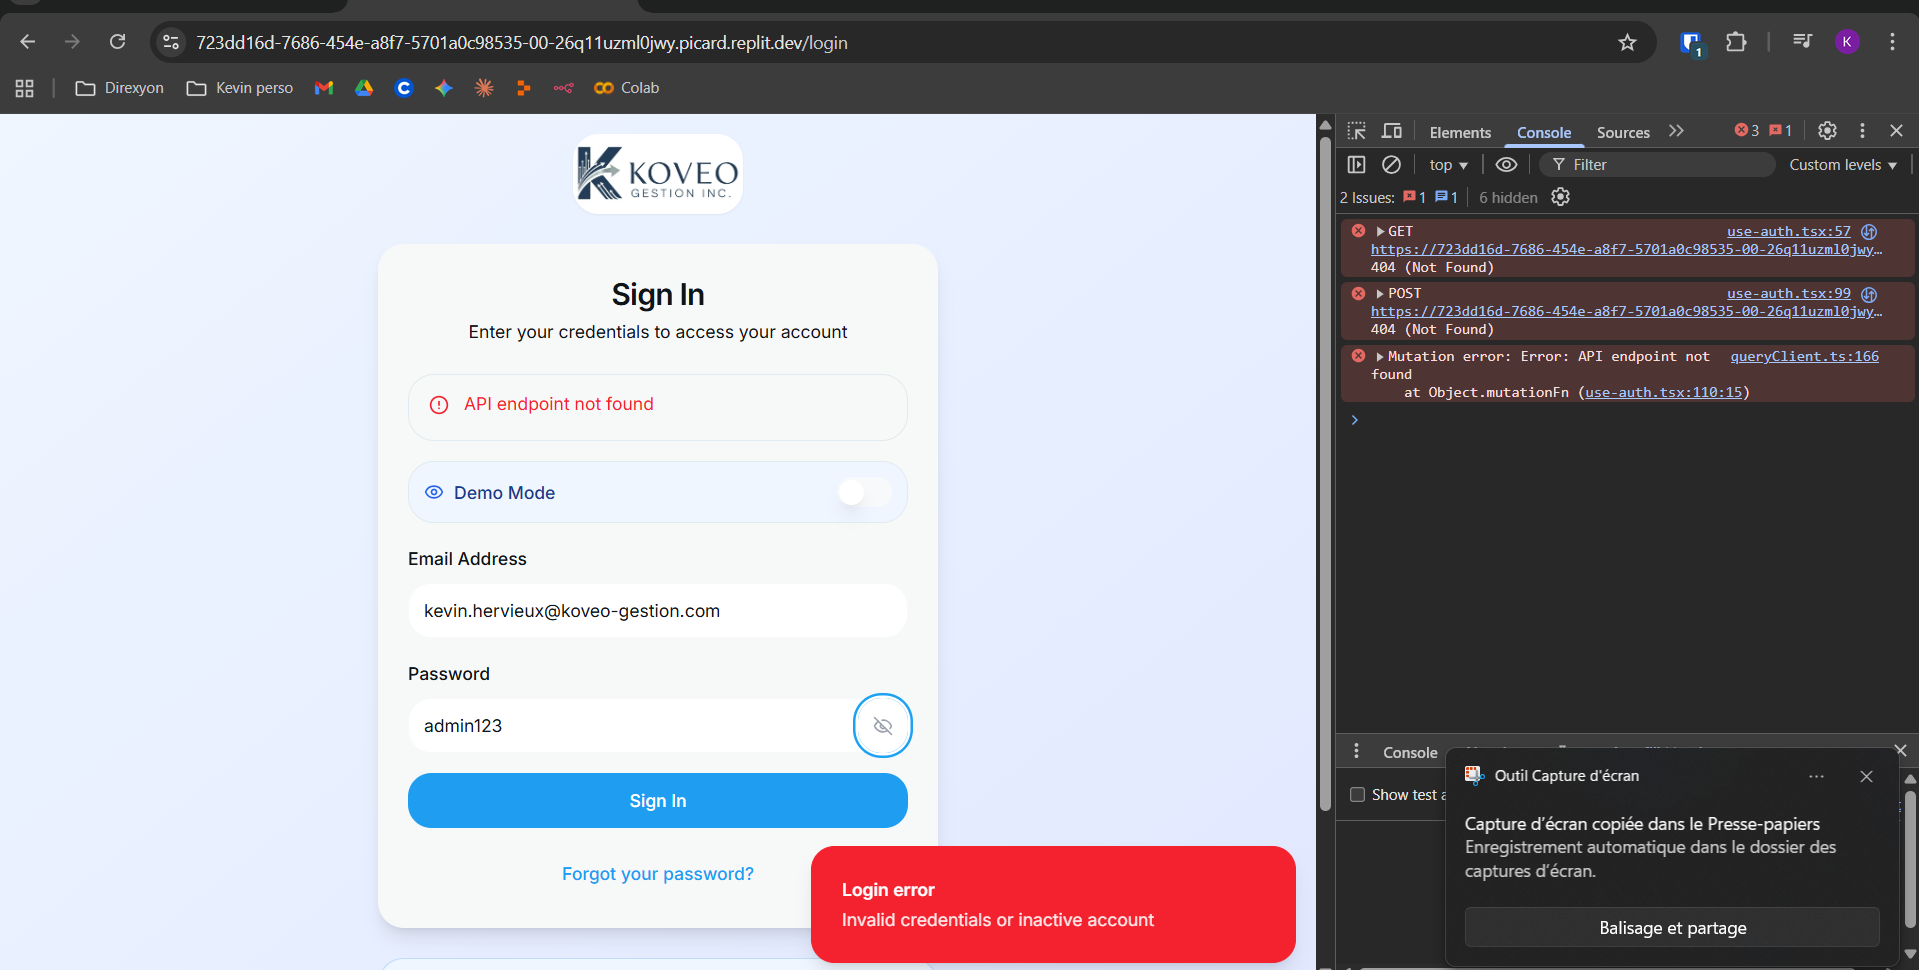 723dd16d-7686-454e-a8f7-5701a0c98535-00-26q11uzml0jwy.picard.replit.dev/login
1
K
Direxyon
Kevin perso
Colab
KOVEO
GESTION INC.
Sign In
Enter your credentials to access your account
API endpoint not found
Demo Mode
Email Address
kevin.hervieux@koveo-gestion.com
Password
admin123
Sign In
Forgot your password?
Login error
Invalid credentials or inactive account
Elements
Console
Sources
3
1
top
Filter
Custom levels
2 Issues:
1
1
6 hidden
GET use-auth.tsx:57
https://723dd16d-7686-454e-a8f7-5701a0c98535-00-26q11uzml0jwy…
404 (Not Found)
POST use-auth.tsx:99
https://723dd16d-7686-454e-a8f7-5701a0c98535-00-26q11uzml0jwy…
404 (Not Found)
Mutation error: Error: API endpoint not queryClient.ts:166
found
at Object.mutationFn (use-auth.tsx:110:15)
Console
Show test
Outil Capture d'écran
Capture d'écran copiée dans le Presse-papiers
Enregistrement automatique dans le dossier des
captures d'écran.
Balisage et partage